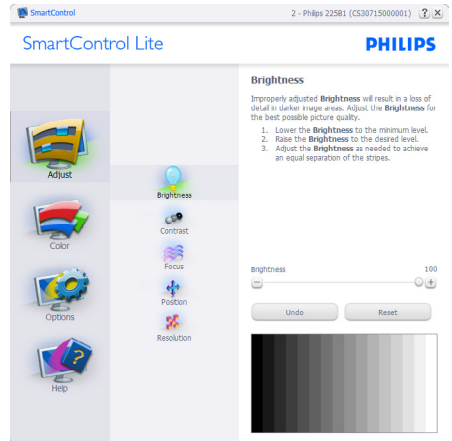 SmartControl
2 - Philips 225B1 (CS30715000001)
? X
SmartControl Lite
PHILIPS
Adjust
Color
Options
Help
Brightness
Contrast
Focus
Position
Resolution
Brightness
Improperly adjusted Brightness will result in a loss of
detail in darker image areas. Adjust the Brightness for
the best possible picture quality.
1. Lower the Brightness to the minimum level.
2. Raise the Brightness to the desired level.
3. Adjust the Brightness as needed to achieve
an equal separation of the stripes.
Brightness 100
Undo Reset